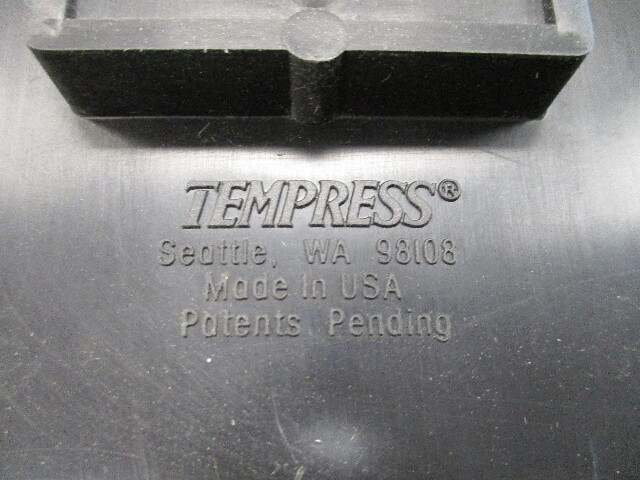 TEMPRESS®
Seattle, WA 98108
Made In USA
Patents Pending